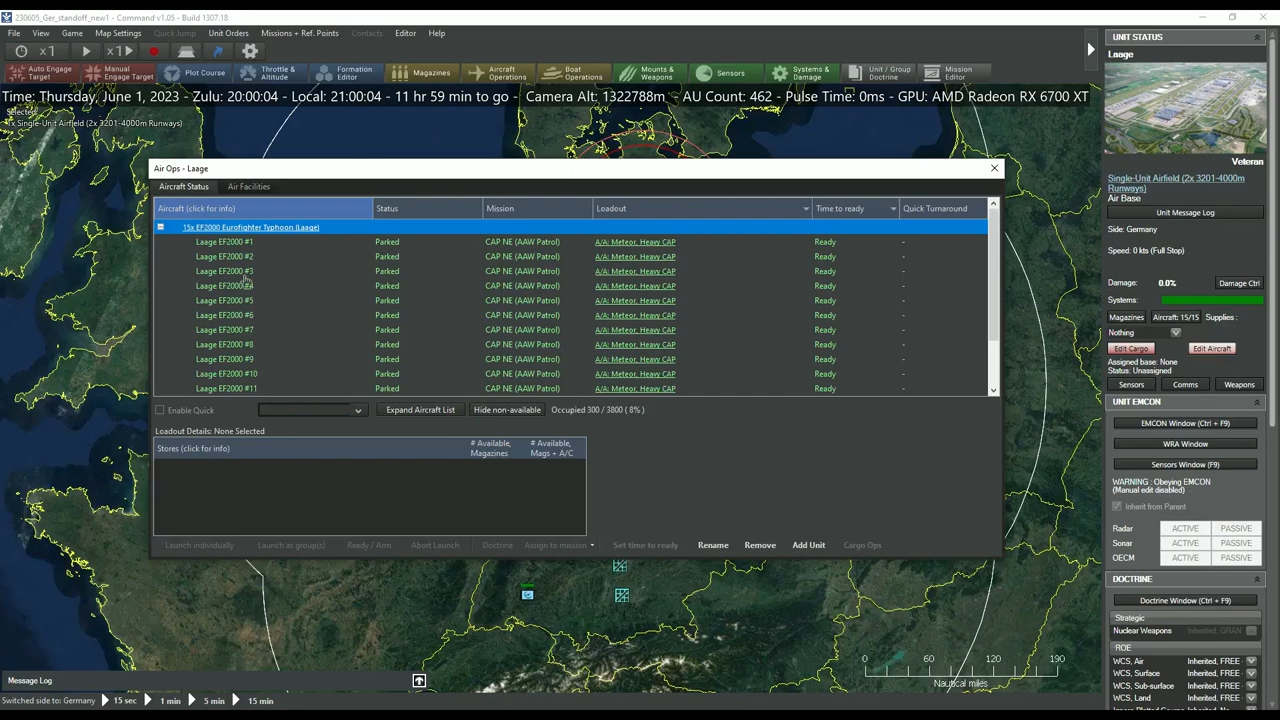 230605_Ger_standoff_new1 - Command v1.05 - Build 1307.18
File View Game Map Settings Quick Jump Unit Orders Missions + Ref. Points Contacts Editor Help
x1 x1
Auto Engage Target
Manual Engage Target
Plot Course
Throttle & Altitude
Formation Editor
Magazines
Aircraft Operations
Boat Operations
Mounts & Weapons
Sensors
Systems & Damage
Unit / Group Doctrine
Mission Editor
Time: Thursday, June 1, 2023 - Zulu: 20:00:04 - Local: 21:00:04 - 11 hr 59 min to go - Camera Alt: 1322788m - AU Count: 462 - Pulse Time: 0ms - GPU: AMD Radeon RX 6700 XT
Selected:
1x Single-Unit Airfield (2x 3201-4000m Runways)
Air Ops - Laage
Aircraft Status Air Facilities
Aircraft (click for info) Status Mission Loadout Time to ready Quick Turnaround
15x EF2000 Eurofighter Typhoon (Laage)
Laage EF2000 #1 Parked CAP NE (AAW Patrol) A/A: Meteor, Heavy CAP Ready -
Laage EF2000 #2 Parked CAP NE (AAW Patrol) A/A: Meteor, Heavy CAP Ready -
Laage EF2000 #3 Parked CAP NE (AAW Patrol) A/A: Meteor, Heavy CAP Ready -
Laage EF2000 #4 Parked CAP NE (AAW Patrol) A/A: Meteor, Heavy CAP Ready -
Laage EF2000 #5 Parked CAP NE (AAW Patrol) A/A: Meteor, Heavy CAP Ready -
Laage EF2000 #6 Parked CAP NE (AAW Patrol) A/A: Meteor, Heavy CAP Ready -
Laage EF2000 #7 Parked CAP NE (AAW Patrol) A/A: Meteor, Heavy CAP Ready -
Laage EF2000 #8 Parked CAP NE (AAW Patrol) A/A: Meteor, Heavy CAP Ready -
Laage EF2000 #9 Parked CAP NE (AAW Patrol) A/A: Meteor, Heavy CAP Ready -
Laage EF2000 #10 Parked CAP NE (AAW Patrol) A/A: Meteor, Heavy CAP Ready -
Laage EF2000 #11 Parked CAP NE (AAW Patrol) A/A: Meteor, Heavy CAP Ready -
Enable Quick Expand Aircraft List Hide non-available Occupied 300 / 3800 ( 8% )
Loadout Details: None Selected
Stores (click for info) # Available, Magazines # Available, Mags + A/C
Launch individually Launch as group(s) Ready / Arm Abort Launch Doctrine Assign to mission Set time to ready Rename Remove Add Unit Cargo Ops
0 60 120 190
Nautical miles
Message Log
Switched side to: Germany 15 sec 1 min 5 min 15 min
UNIT STATUS
Laage
Veteran
Single-Unit Airfield (2x 3201-4000m
Runways)
Air Base
Unit Message Log
Side: Germany
Speed: 0 kts (Full Stop)
Damage: 0.0% Damage Ctrl
Systems:
Magazines Aircraft: 15/15 Supplies :
Nothing
Edit Cargo Edit Aircraft
Assigned base: None
Status: Unassigned
Sensors Comms Weapons
UNIT EMCON
EMCON Window (Ctrl + F9)
WRA Window
Sensors Window (F9)
WARNING : Obeying EMCON
(Manual edit disabled)
Inherit from Parent
Radar ACTIVE PASSIVE
Sonar ACTIVE PASSIVE
OECM ACTIVE PASSIVE
DOCTRINE
Doctrine Window (Ctrl + F9)
Strategic
Nuclear Weapons Inherited, GRAN
ROE
WCS, Air Inherited, FREE
WCS, Surface Inherited, FREE
WCS, Sub-surface Inherited, FREE
WCS, Land Inherited, FREE